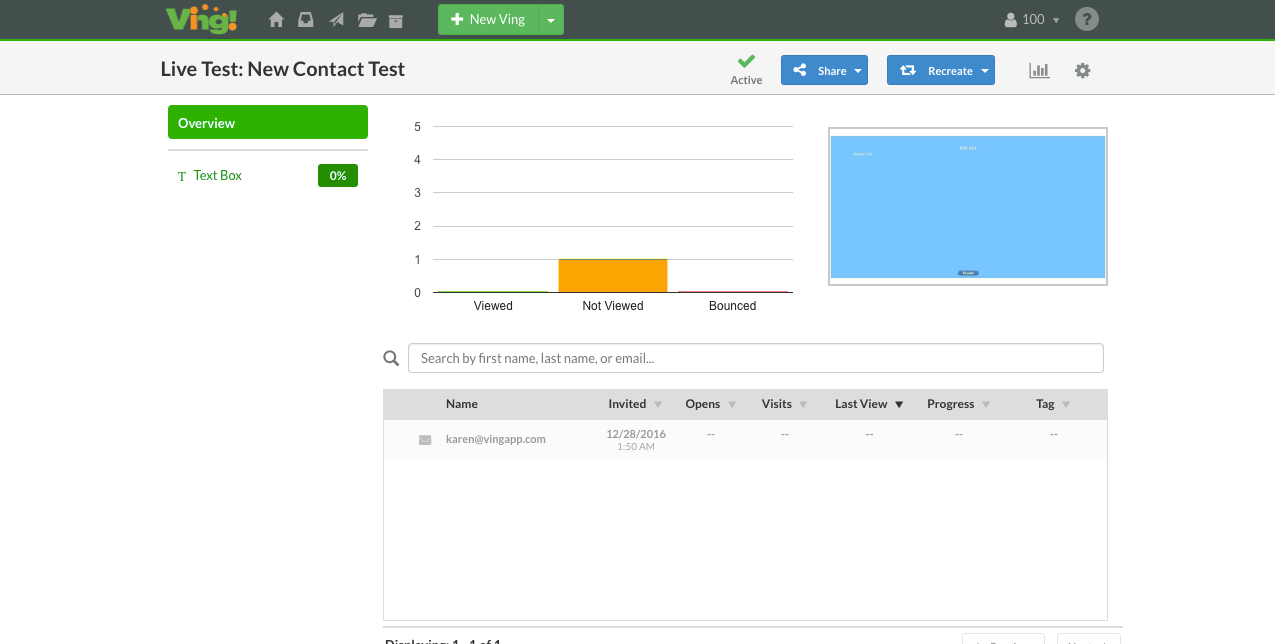 Ving!
New Ving
100
?
Live Test: New Contact Test
Active
Share
Recreate
Overview
T Text Box
0%
5
4
3
2
1
0
Viewed Not Viewed Bounced
Search by first name, last name, or email...
Name Invited Opens Visits Last View Progress Tag
karen@vingapp.com 12/28/2016 -- -- -- -- --
1:50 AM